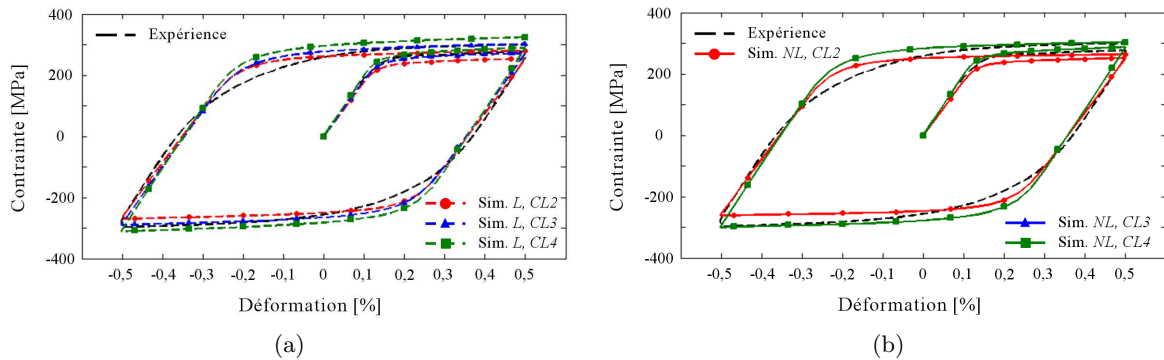 400
200
0
-200
-400
Contrainte [MPa]
Expérience
Sim. L, CL2
Sim. L, CL3
Sim. L, CL4
-0,5 -0,4 -0,3 -0,2 -0,1 0 0,1 0,2 0,3 0,4 0,5
Déformation [%]
(a)
400
200
0
-200
-400
Contrainte [MPa]
Expérience
Sim. NL, CL2
Sim. NL, CL3
Sim. NL, CL4
-0,5 -0,4 -0,3 -0,2 -0,1 0 0,1 0,2 0,3 0,4 0,5
Déformation [%]
(b)